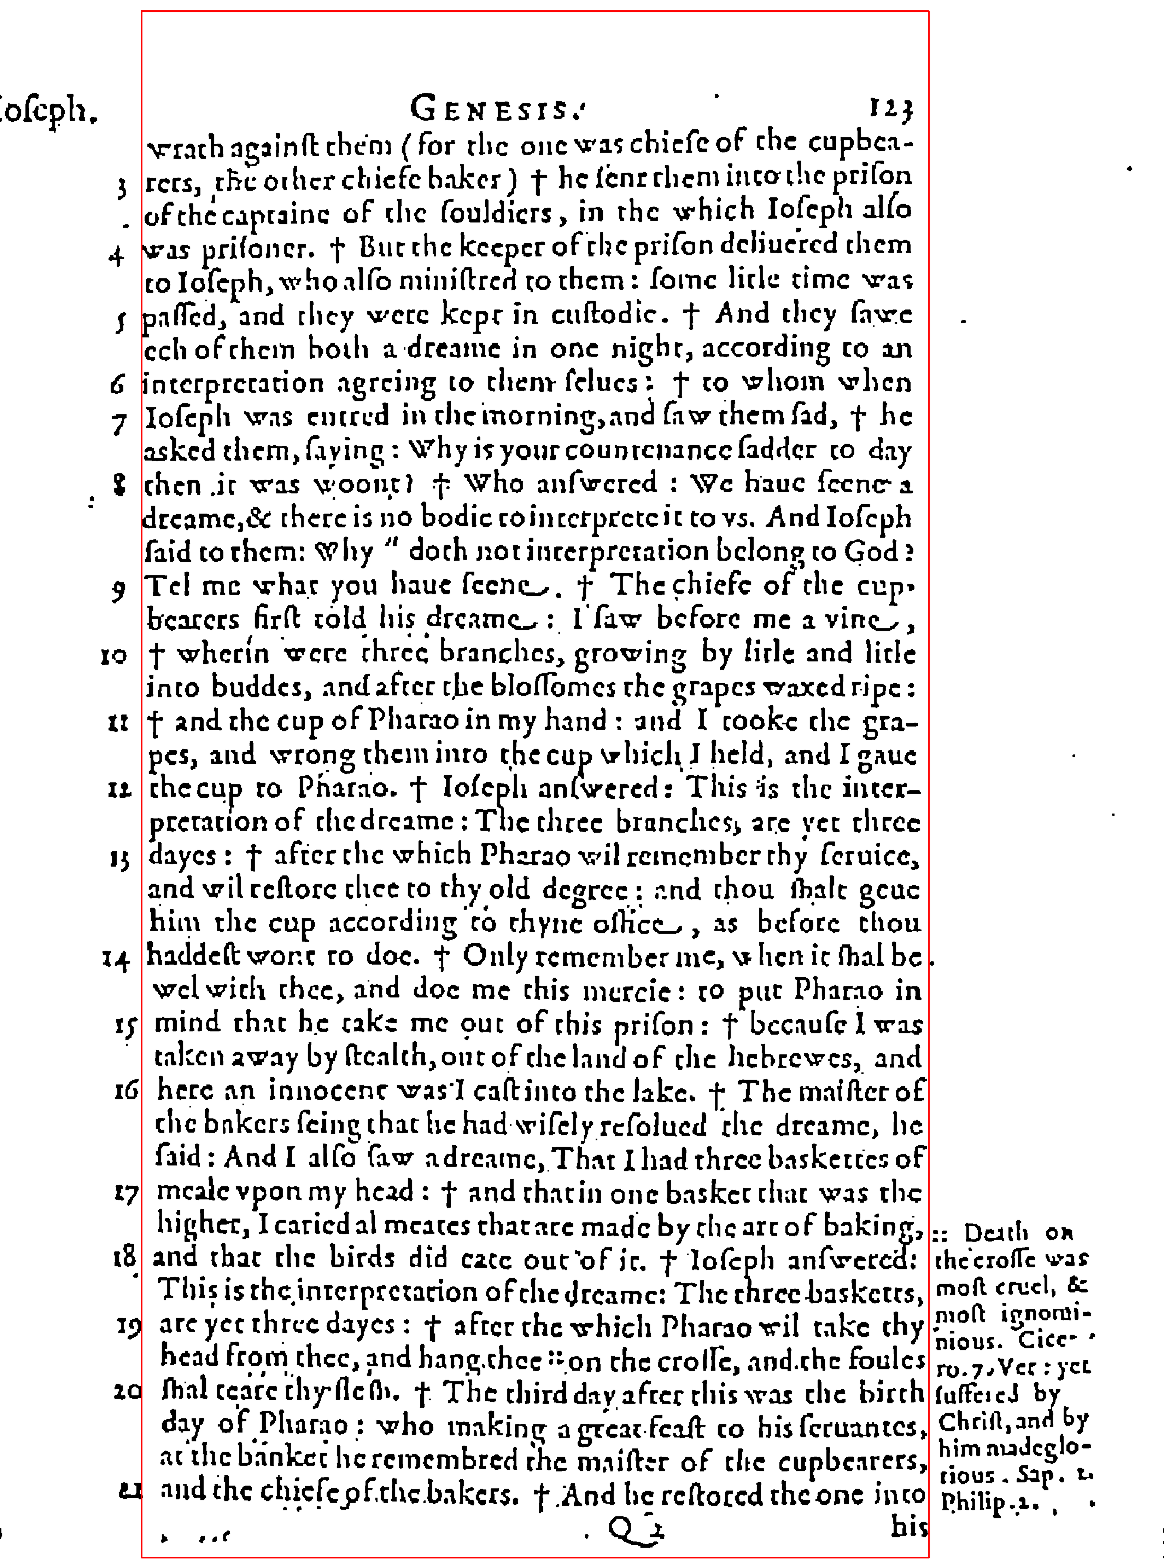 Ioſeph. GENESIS. 123
wrath againſt them (for the one was chiefe of the cupbea-
3 rers, the other chiefe baker) † he ſent them into the priſon
of the captaine of the ſouldiers, in the which Ioſeph alſo
4 was priſoner. † But the keeper of the priſon deliuered them
to Ioſeph, who alſo miniſtred to them: ſome litle time was
5 paſſed, and they were kept in cuſtodie. † And they ſawe
ech of them both a dreame in one night, according to an
6 interpretation agreing to them ſelues: † to whom when
7 Ioſeph was entred in the morning, and ſaw them ſad, † he
asked them, ſaying: Why is your countenance ſadder to day
8 then it was woont? † Who anſwered: We haue ſeene a
dreame, & there is no bodie to interprete it to vs. And Ioſeph
ſaid to them: Why " doth not interpretation belong to God?
9 Tel me what you haue ſeene. † The chiefe of the cup-
bearers firſt told his dreame: I ſaw before me a vine,
10 † wherin were three branches, growing by litle and litle
into buddes, and after the bloſſomes the grapes waxed ripe:
11 † and the cup of Pharao in my hand: and I tooke the gra-
pes, and wrong them into the cup which I held, and I gaue
12 the cup to Pharao. † Ioſeph anſwered: This is the inter-
pretation of the dreame: The three branches, are yet three
13 dayes: † after the which Pharao wil remember thy ſeruice,
and wil reſtore thee to thy old degree: and thou ſhalt geue
him the cup according to thyne office, as before thou
14 haddeſt wont to doe. † Only remember me, when it ſhal be
wel with thee, and doe me this mercie: to put Pharao in
15 mind that he take me out of this priſon: † becauſe I was
taken away by ſtealth, out of the land of the hebrewes, and
16 here an innocent was I caſt into the lake. † The maiſter of
the bakers ſeing that he had wiſely reſolued the dreame, he
ſaid: And I alſo ſaw a dreame, That I had three baskettes of
17 meale vpon my head: † and that in one basket that was the
higher, I caried al meates that are made by the art of baking,
18 and that the birds did eate out of it. † Ioſeph anſwered:
This is the interpretation of the dreame: The three baskets,
19 are yet three dayes: † after the which Pharao wil take thy
head from thee, and hang thee :: on the croſſe, and the foules
20 ſhal teare thy fleſh. † The third day after this was the birth
day of Pharao: who making a great feaſt to his ſeruantes,
at the banket he remembred the maiſter of the cupbearers,
21 and the chiefe of the bakers. † And he reſtored the one into
Q 2 his
:: Death on
the croſſe was
moſt cruel, &
moſt ignomi-
nious. Cice-
ro. 7. Ver: yet
ſuffered by
Chriſt, and by
him made glo-
rious. Sap. 2.
Philip. 2.